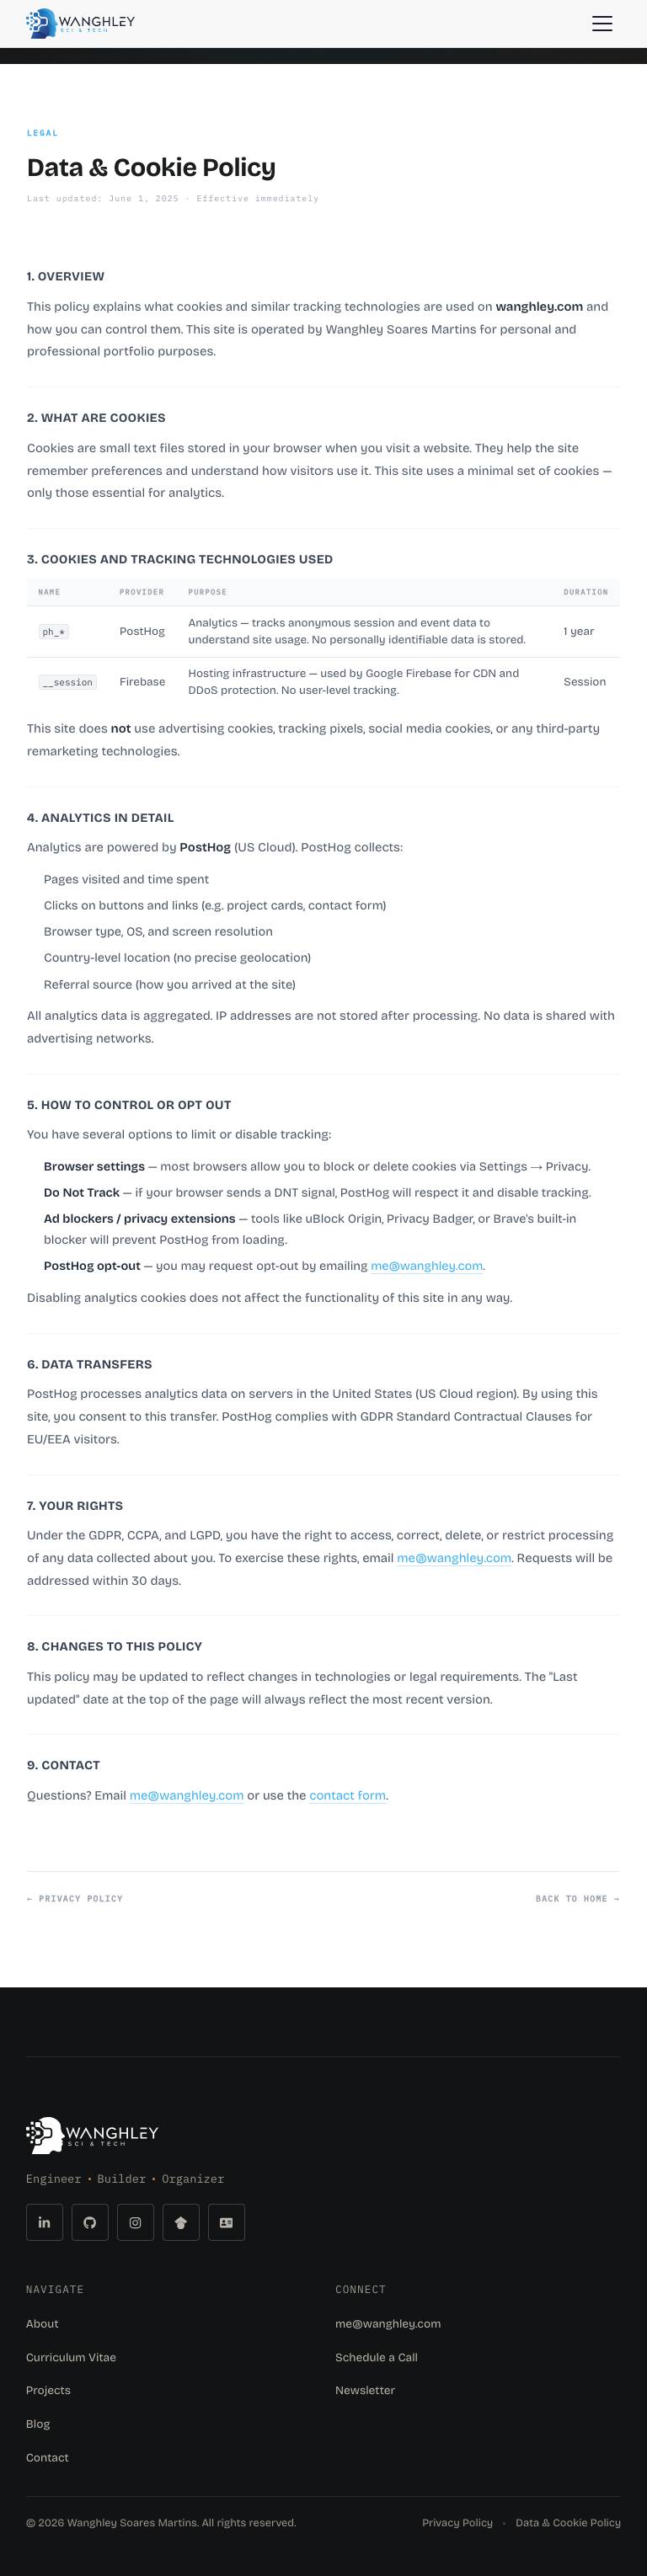 WANGHLEY
SCI & TECH
LEGAL
Data & Cookie Policy
Last updated: June 1, 2025 · Effective immediately
1. OVERVIEW
This policy explains what cookies and similar tracking technologies are used on wanghley.com and
how you can control them. This site is operated by Wanghley Soares Martins for personal and
professional portfolio purposes.
2. WHAT ARE COOKIES
Cookies are small text files stored in your browser when you visit a website. They help the site
remember preferences and understand how visitors use it. This site uses a minimal set of cookies —
only those essential for analytics.
3. COOKIES AND TRACKING TECHNOLOGIES USED
NAME PROVIDER PURPOSE DURATION
ph_* PostHog Analytics — tracks anonymous session and event data to
understand site usage. No personally identifiable data is stored. 1 year
__session Firebase Hosting infrastructure — used by Google Firebase for CDN and
DDoS protection. No user-level tracking. Session
This site does not use advertising cookies, tracking pixels, social media cookies, or any third-party
remarketing technologies.
4. ANALYTICS IN DETAIL
Analytics are powered by PostHog (US Cloud). PostHog collects:
Pages visited and time spent
Clicks on buttons and links (e.g. project cards, contact form)
Browser type, OS, and screen resolution
Country-level location (no precise geolocation)
Referral source (how you arrived at the site)
All analytics data is aggregated. IP addresses are not stored after processing. No data is shared with
advertising networks.
5. HOW TO CONTROL OR OPT OUT
You have several options to limit or disable tracking:
Browser settings — most browsers allow you to block or delete cookies via Settings → Privacy.
Do Not Track — if your browser sends a DNT signal, PostHog will respect it and disable tracking.
Ad blockers / privacy extensions — tools like uBlock Origin, Privacy Badger, or Brave's built-in
blocker will prevent PostHog from loading.
PostHog opt-out — you may request opt-out by emailing me@wanghley.com.
Disabling analytics cookies does not affect the functionality of this site in any way.
6. DATA TRANSFERS
PostHog processes analytics data on servers in the United States (US Cloud region). By using this
site, you consent to this transfer. PostHog complies with GDPR Standard Contractual Clauses for
EU/EEA visitors.
7. YOUR RIGHTS
Under the GDPR, CCPA, and LGPD, you have the right to access, correct, delete, or restrict processing
of any data collected about you. To exercise these rights, email me@wanghley.com. Requests will be
addressed within 30 days.
8. CHANGES TO THIS POLICY
This policy may be updated to reflect changes in technologies or legal requirements. The "Last
updated" date at the top of the page will always reflect the most recent version.
9. CONTACT
Questions? Email me@wanghley.com or use the contact form.
← PRIVACY POLICY BACK TO HOME →
WANGHLEY
SCI & TECH
Engineer • Builder • Organizer
in
NAVIGATE CONNECT
About me@wanghley.com
Curriculum Vitae Schedule a Call
Projects Newsletter
Blog
Contact
© 2026 Wanghley Soares Martins. All rights reserved. Privacy Policy • Data & Cookie Policy